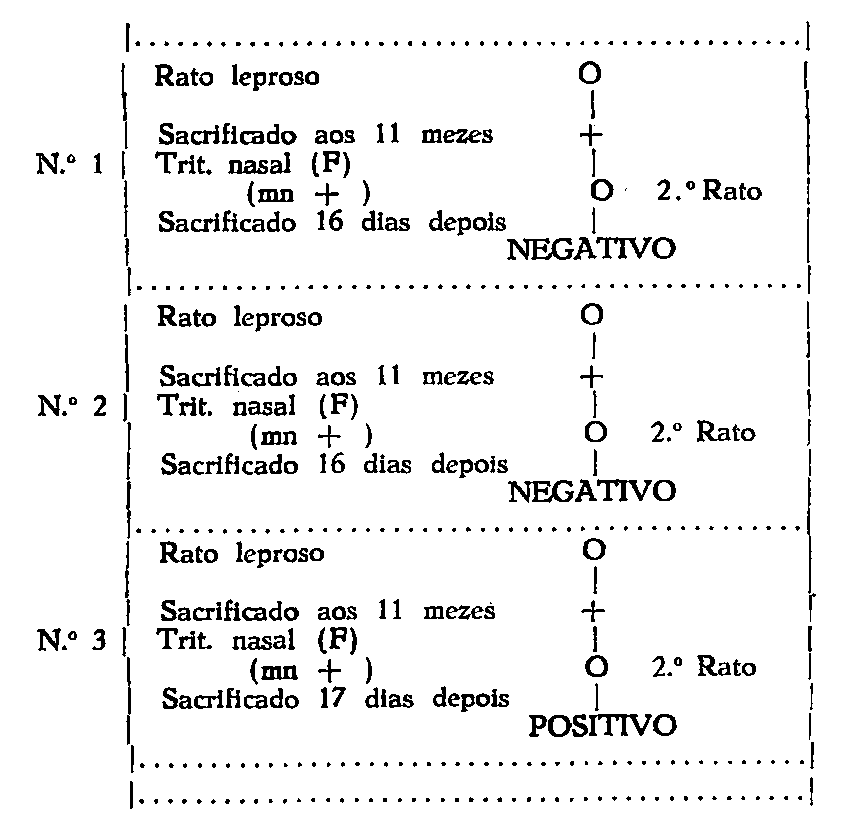 Rato leproso O
Sacrificado aos 11 mezes +
N.º 1 Trit. nasal (F)
(mn + ) O 2.º Rato
Sacrificado 16 dias depois
NEGATIVO
Rato leproso O
Sacrificado aos 11 mezes +
N.º 2 Trit. nasal (F)
(mn + ) O 2.º Rato
Sacrificado 16 dias depois
NEGATIVO
Rato leproso O
Sacrificado aos 11 mezes +
N.º 3 Trit. nasal (F)
(mn + ) O 2.º Rato
Sacrificado 17 dias depois
POSITIVO